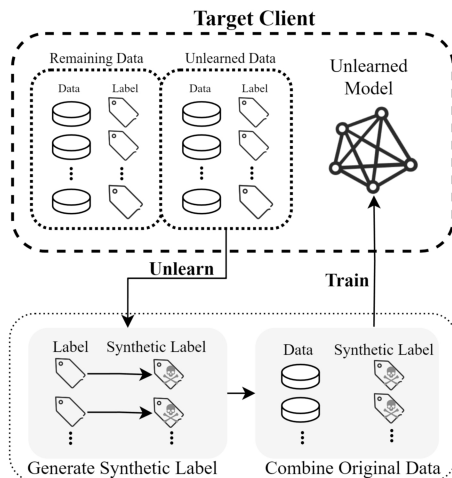 Target Client
Remaining Data
Unlearned Data
Data Label
Data Label
Unlearned
Model
Unlearn
Train
Label Synthetic Label
Data Synthetic Label
Generate Synthetic Label
Combine Original Data